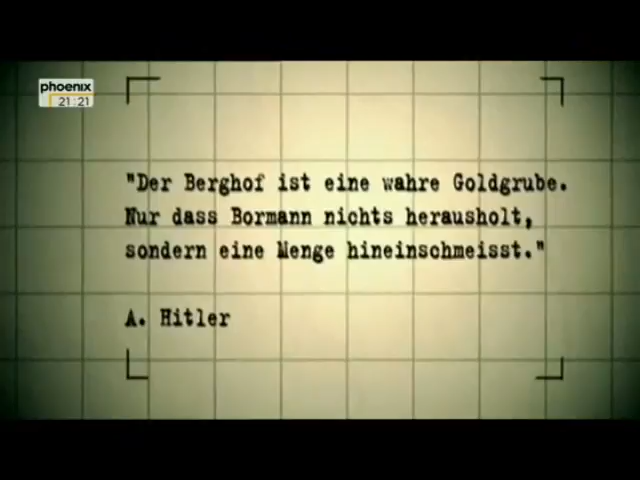 phoenix
21:21
"Der Berghof ist eine wahre Goldgrube.
Nur dass Bormann nichts herausholt,
sondern eine Menge hineinschmeisst."
A. Hitler